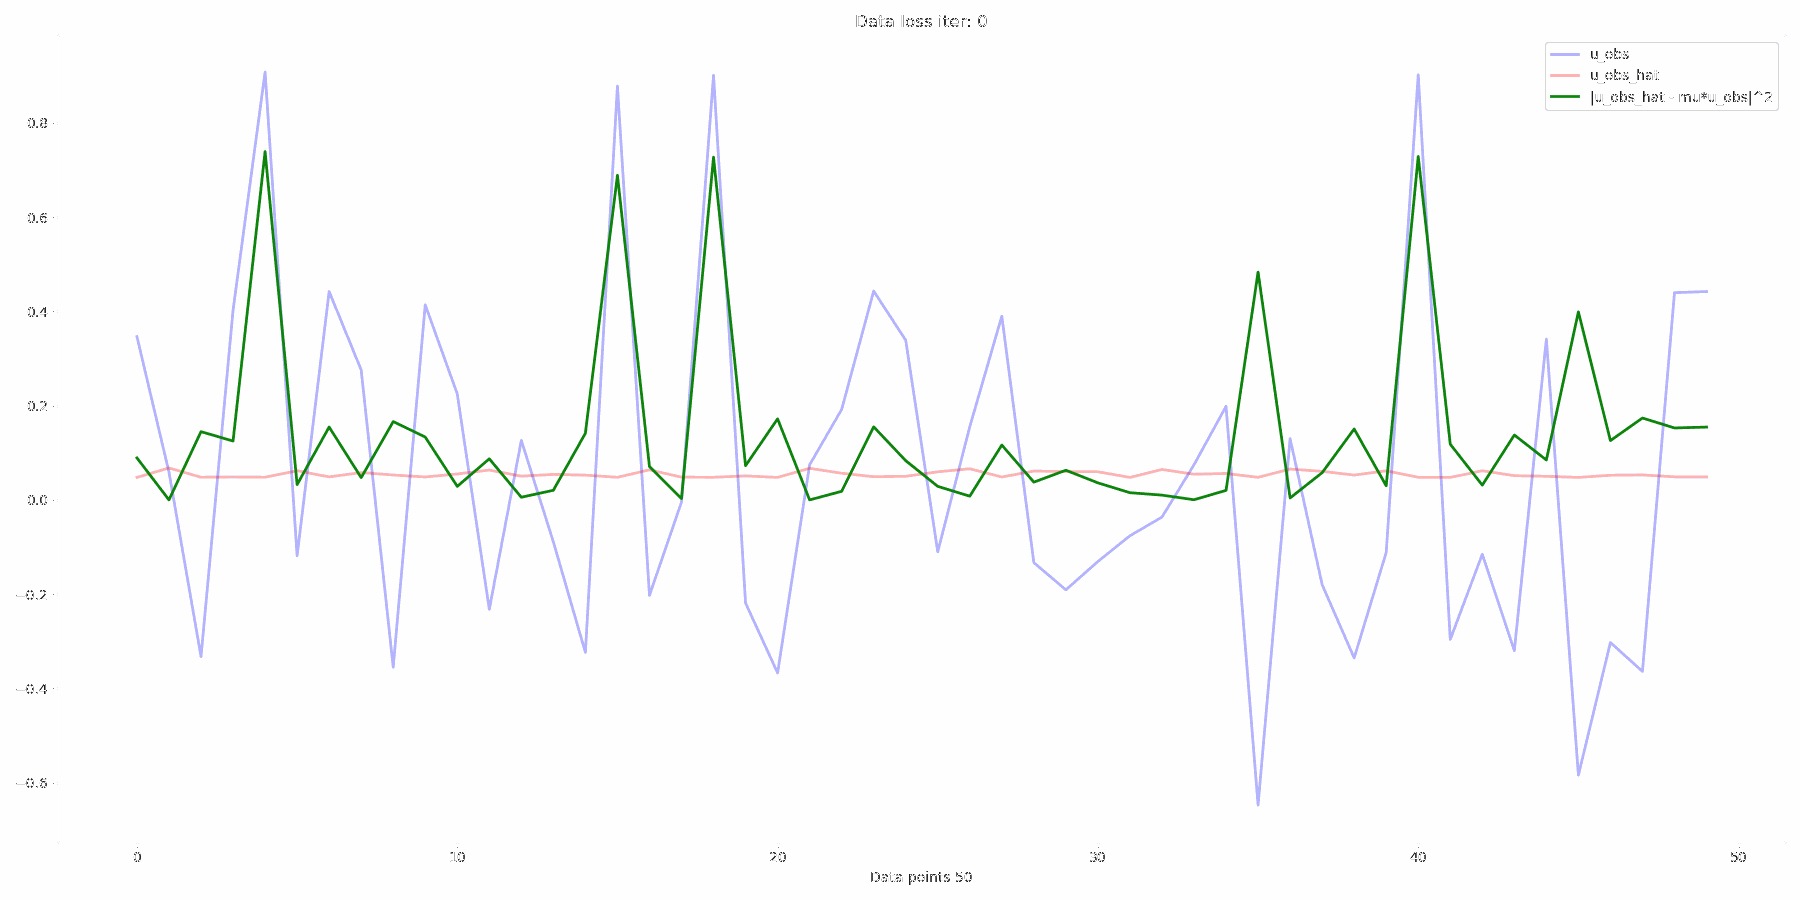 Data loss iter: 0
u_obs
u_obs_hat
|u_obs_hat - mu*u_obs|^2
0.8
0.6
0.4
0.2
0.0
−0.2
−0.4
−0.6
0 10 20 30 40 50
Data points 50